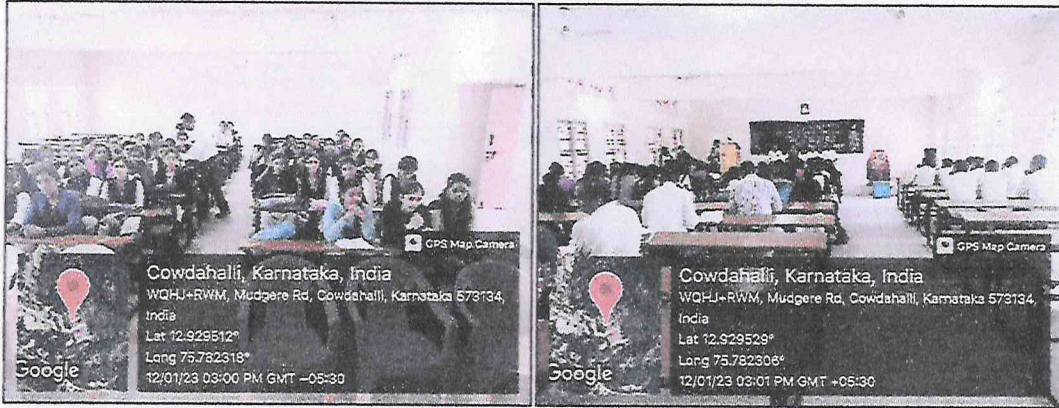 GPS Map Camera
Cowdahalli, Karnataka, India
WQHJ+RWM, Mudgere Rd, Cowdahalli, Karnataka 573134,
India
Lat 12.929512°
Long 75.782318°
12/01/23 03:00 PM GMT +05:30
Google
GPS Map Camera
Cowdahalli, Karnataka, India
WQHJ+RWM, Mudgere Rd, Cowdahalli, Karnataka 573134,
India
Lat 12.929529°
Long 75.782306°
12/01/23 03:01 PM GMT +05:30
Google